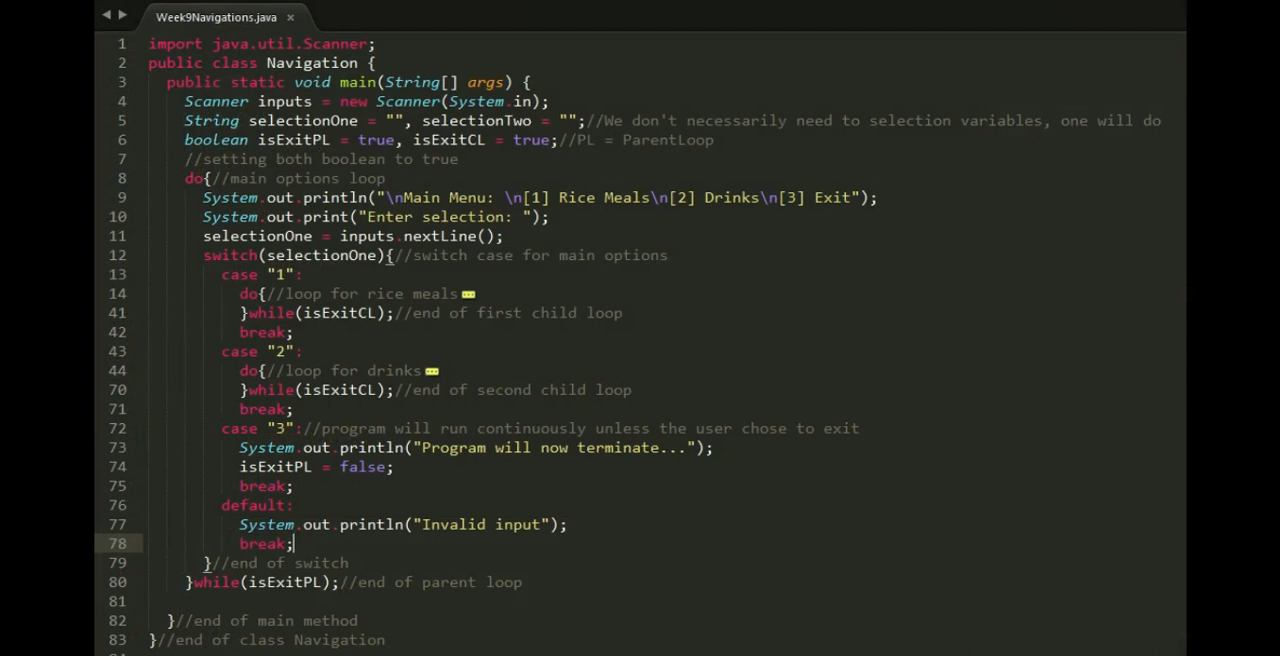 Week9Navigations.java ×
1 import java.util.Scanner;
2 public class Navigation {
3 public static void main(String[] args) {
4 Scanner inputs = new Scanner(System.in);
5 String selectionOne = "", selectionTwo = "";//We don't necessarily need to selection variables, one will do
6 boolean isExitPL = true, isExitCL = true;//PL = ParentLoop
7 //setting both boolean to true
8 do{//main options loop
9 System.out.println("\nMain Menu: \n[1] Rice Meals\n[2] Drinks\n[3] Exit");
10 System.out.print("Enter selection: ");
11 selectionOne = inputs.nextLine();
12 switch(selectionOne){//switch case for main options
13 case "1":
14 do{//loop for rice meals
41 }while(isExitCL);//end of first child loop
42 break;
43 case "2":
44 do{//loop for drinks
70 }while(isExitCL);//end of second child loop
71 break;
72 case "3"://program will run continuously unless the user chose to exit
73 System.out.println("Program will now terminate...");
74 isExitPL = false;
75 break;
76 default:
77 System.out.println("Invalid input");
78 break;
79 }//end of switch
80 }while(isExitPL);//end of parent loop
81
82 }//end of main method
83 }//end of class Navigation